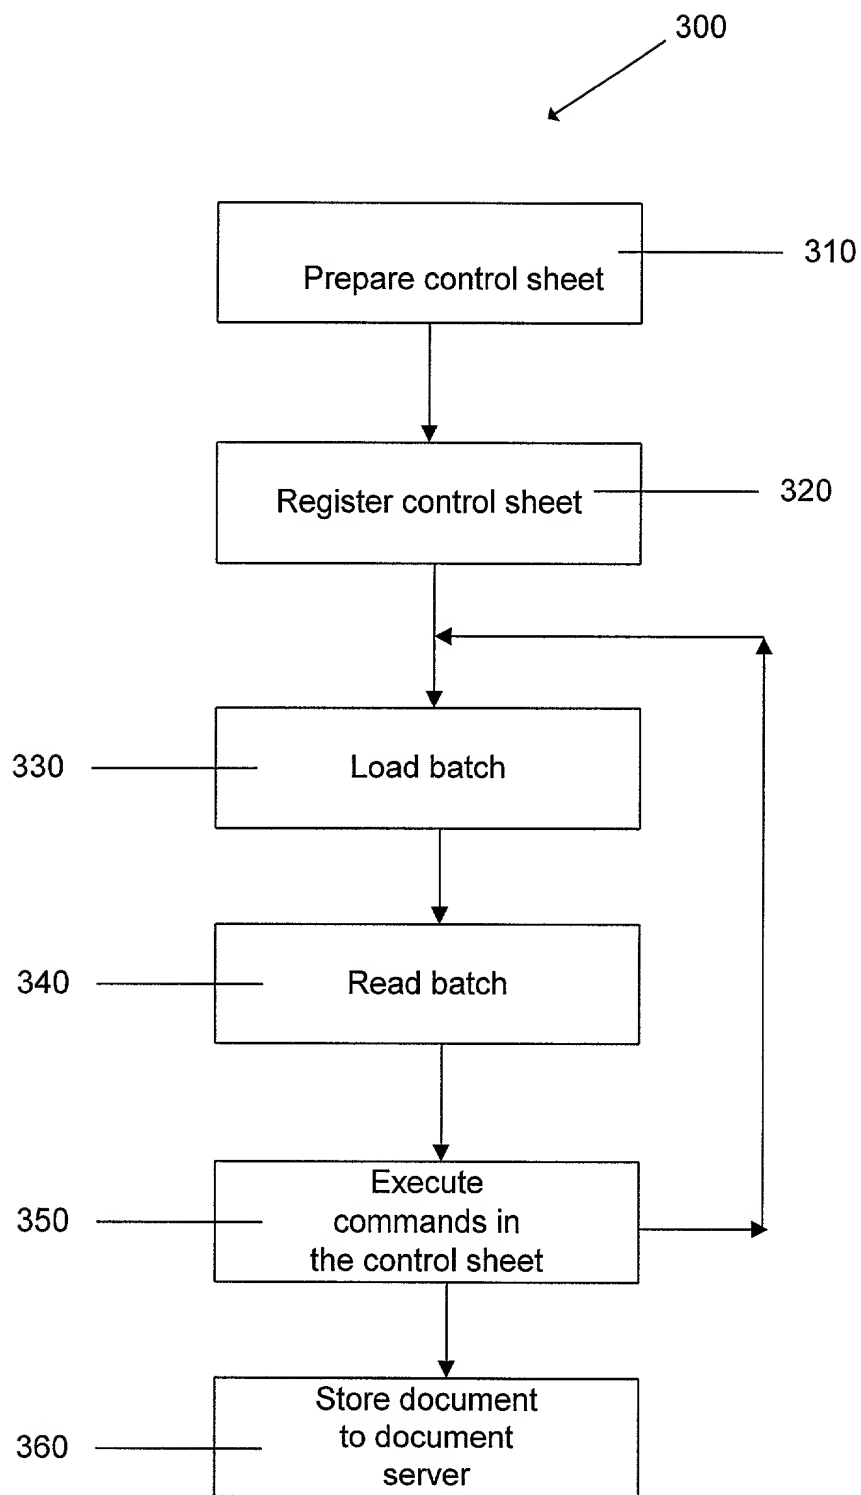 300
310
Prepare control sheet
Register control sheet
320
330
Load batch
340
Read batch
350
Execute
commands in
the control sheet
360
Store document
to document
server